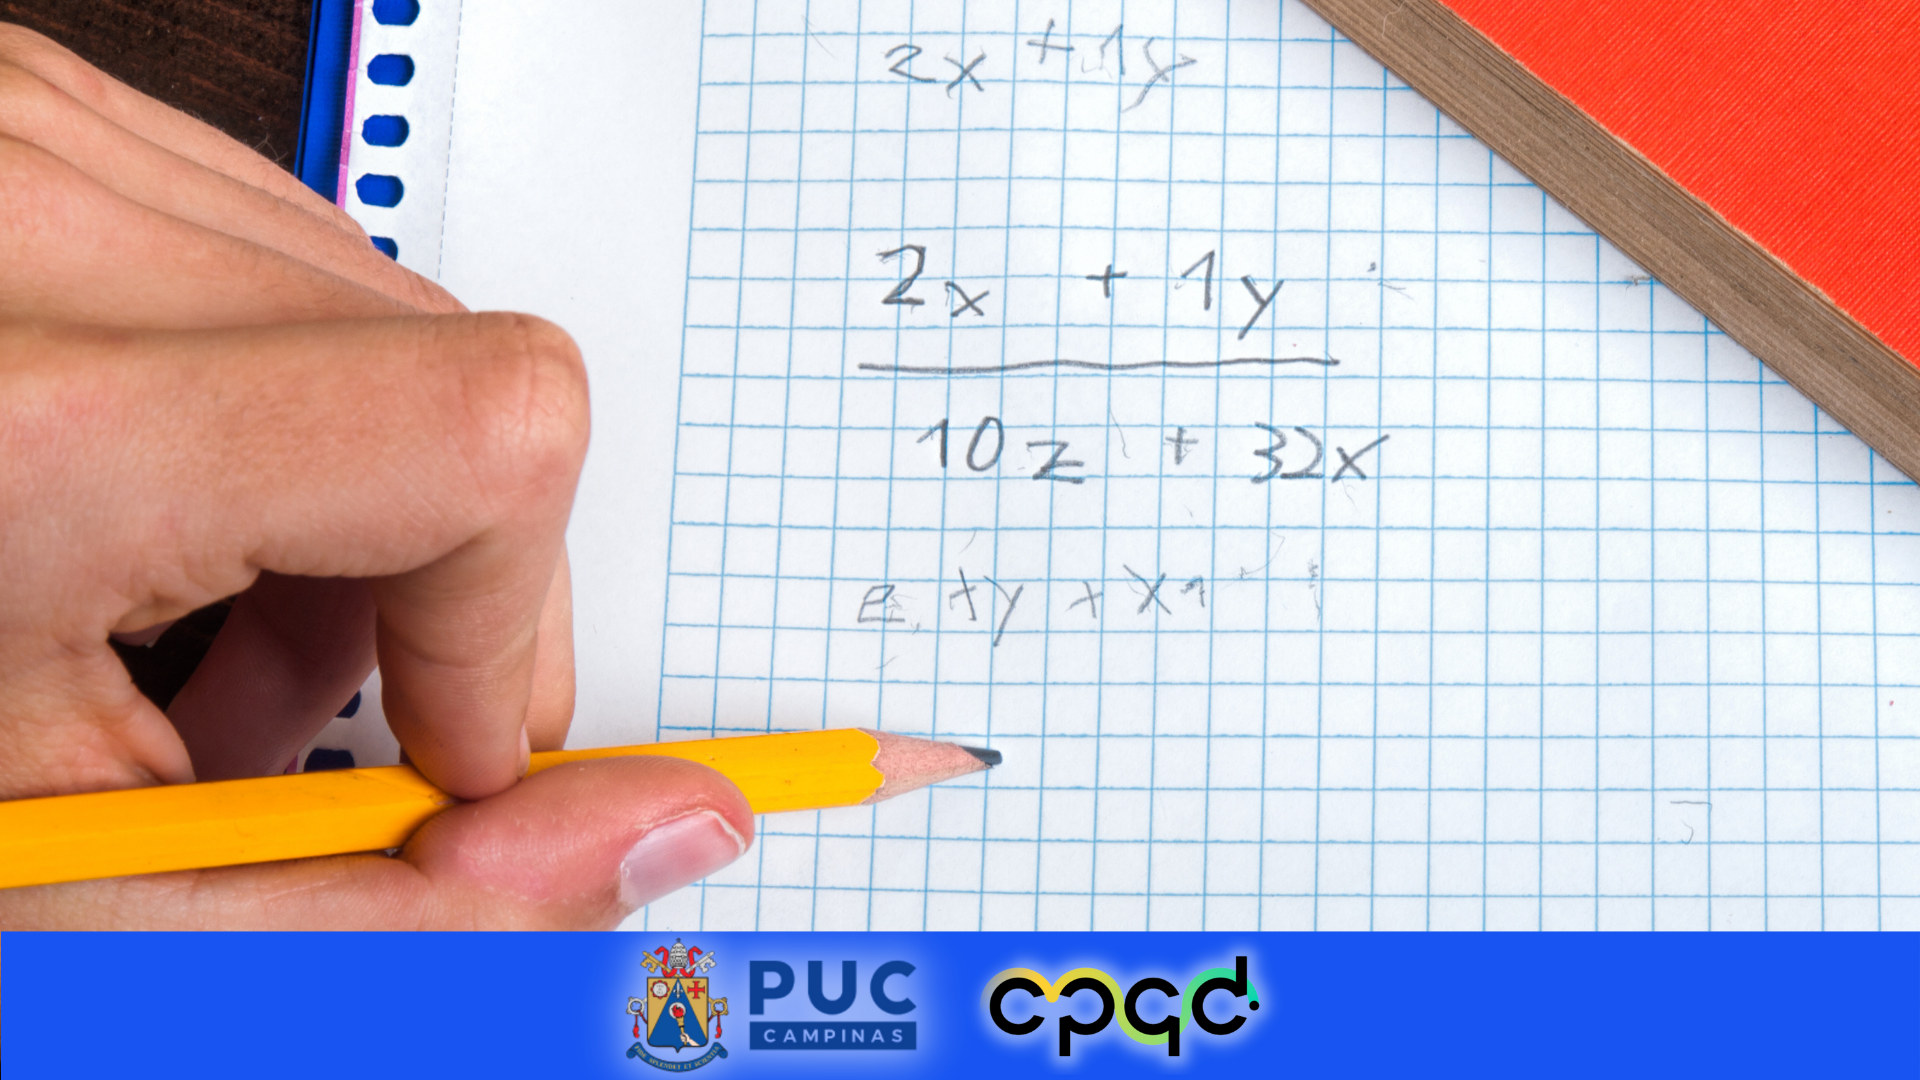 2x + 1y
2x + 1y
10z + 32x
+y + x
PUC
CAMPINAS
cpqd